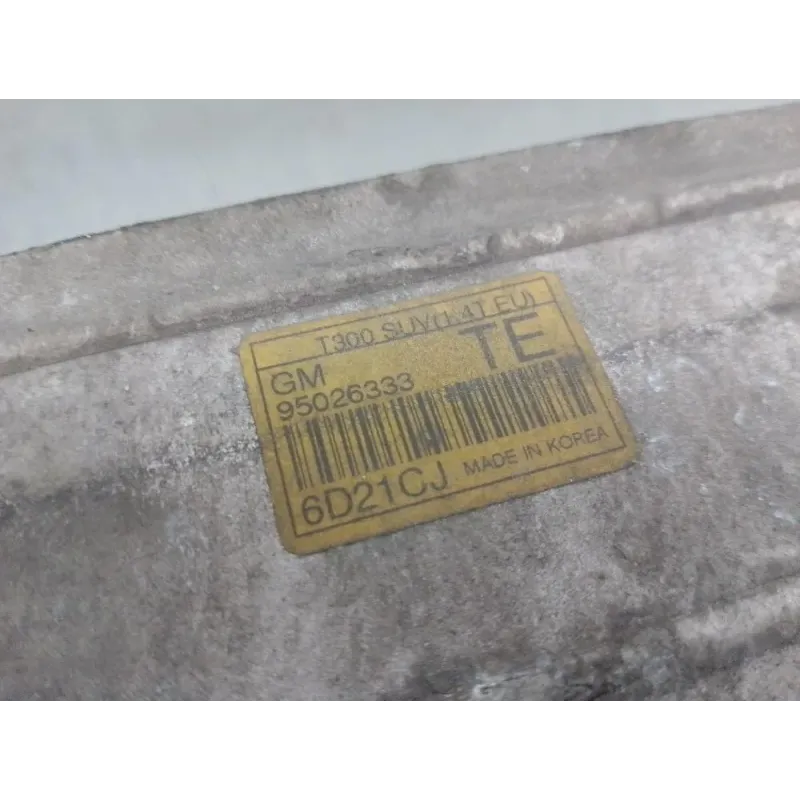 T300 SUV(1.4T EU)
GM TE
95026333
6D21CJ MADE IN KOREA